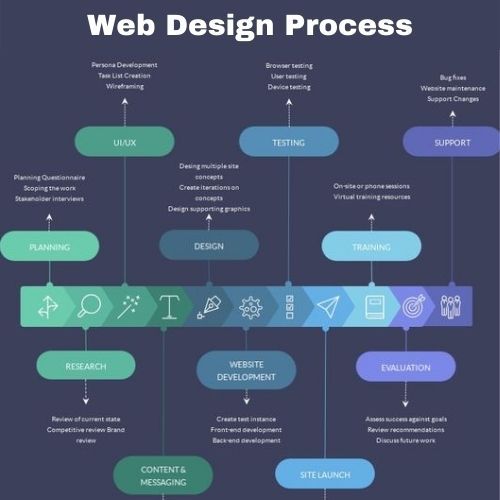 Web Design Process
Persona Development
Task List Creation
Wireframing
Browser testing
User testing
Device testing
Bug fixes
Website maintenance
Support Changes
UI/UX
TESTING
SUPPORT
Planning Questionnaire
Scoping the work
Stakeholder interviews
Desing multiple site
concepts
Create iterations on
concepts
Design supporting graphics
On-site or phone sessions
Virtual training resources
PLANNING
DESIGN
TRAINING
RESEARCH
WEBSITE
DEVELOPMENT
EVALUATION
Review of current state
Competitive review Brand
review
Create test instance
Front-end development
Back-end development
Assess success against goals
Review recommendations
Discuss future work
CONTENT &
MESSAGING
SITE LAUNCH